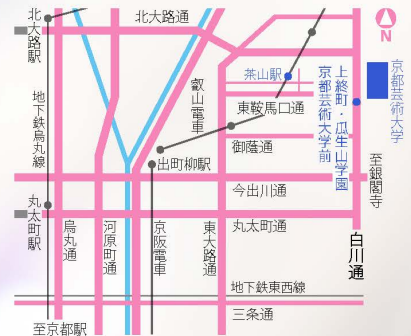 北大路駅
北大路通
N
叡山電車
茶山駅
上終町・瓜生山学園
京都芸術大学前
京都芸術大学
地下鉄烏丸線
東鞍馬口通
御蔭通
出町柳駅
至銀閣寺
今出川通
丸太町駅
烏丸通
河原町通
京阪電車
東大路通
丸太町通
白川通
地下鉄東西線
三条通
至京都駅